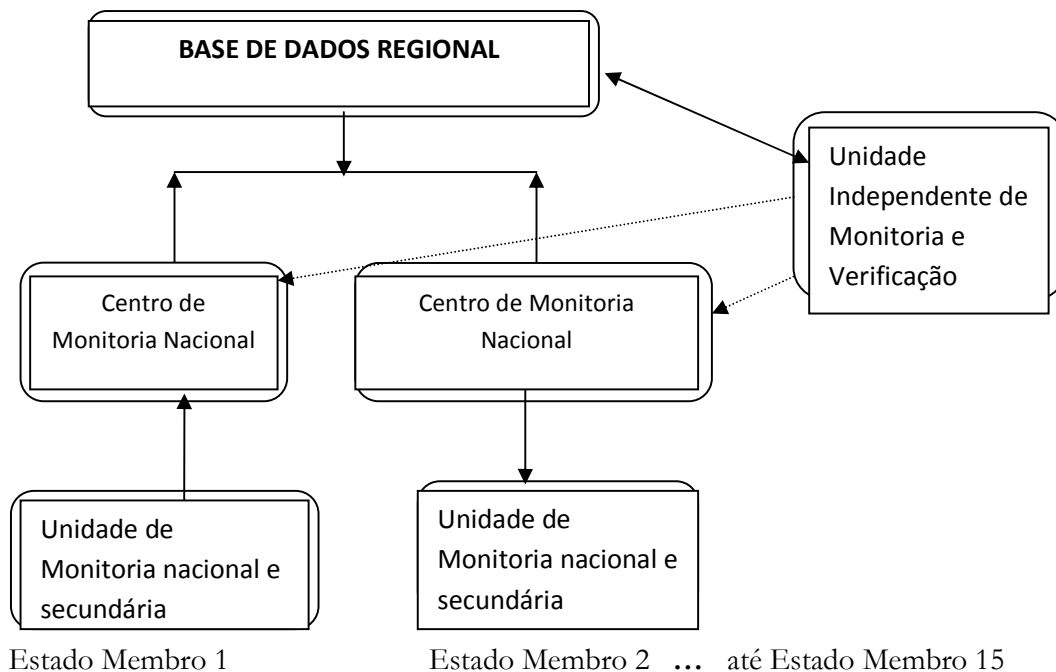 BASE DE DADOS REGIONAL
Unidade
Independente de
Monitoria e
Verificação
Centro de
Monitoria Nacional
Centro de Monitoria
Nacional
Unidade de
Monitoria nacional e
secundária
Unidade de
Monitoria nacional e
secundária
Estado Membro 1
Estado Membro 2 ... até Estado Membro 15